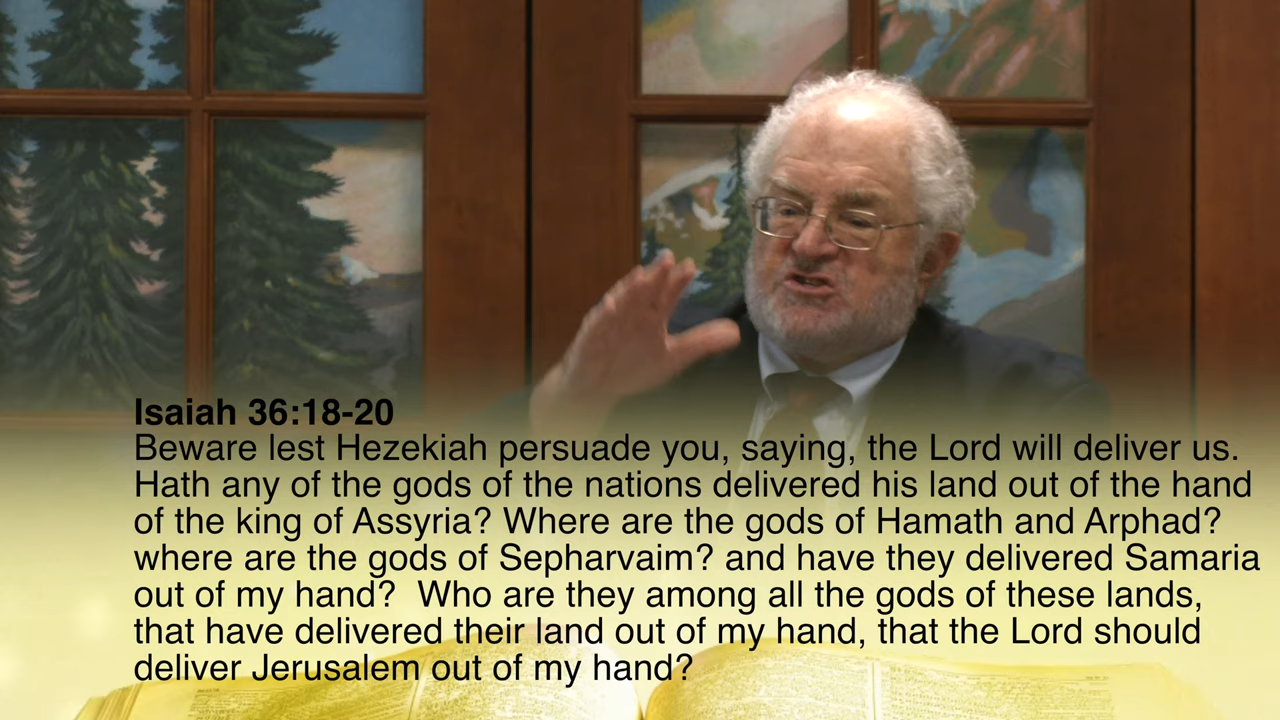 Isaiah 36:18-20
Beware lest Hezekiah persuade you, saying, the Lord will deliver us.
Hath any of the gods of the nations delivered his land out of the hand
of the king of Assyria? Where are the gods of Hamath and Arphad?
where are the gods of Sepharvaim? and have they delivered Samaria
out of my hand?  Who are they among all the gods of these lands,
that have delivered their land out of my hand, that the Lord should
deliver Jerusalem out of my hand?